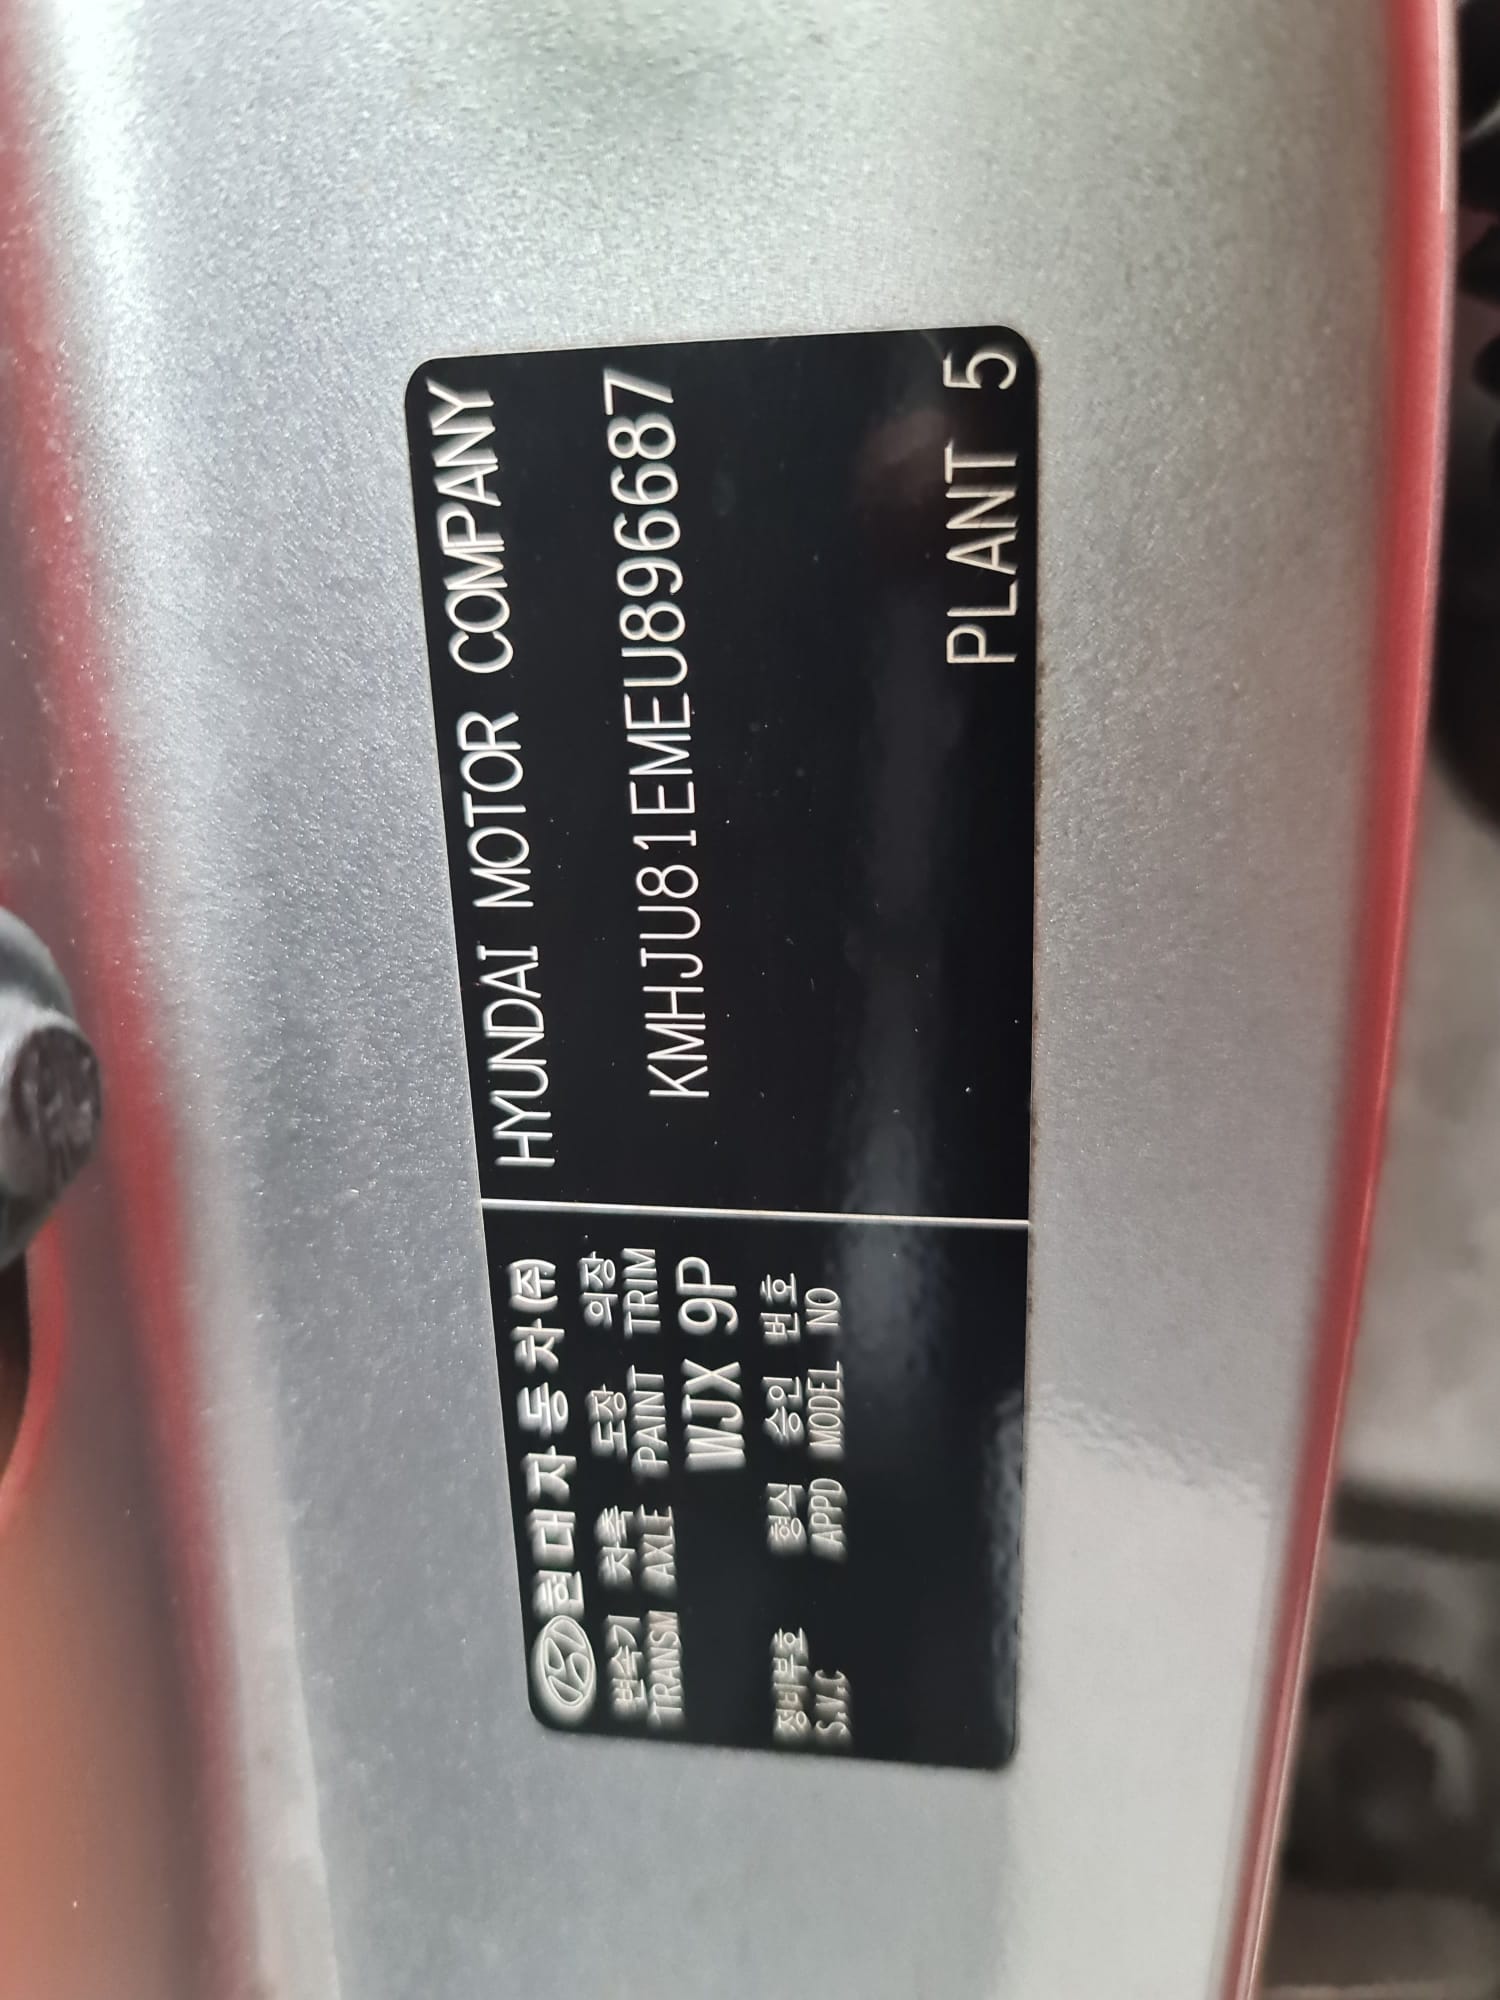 현대자동차(주)
변속기 차축 도장 의장
TRANSM AXLE PAINT TRIM
WJX 9P
정비부호 형식 승인 번호
S.V.C APPD MODEL NO
HYUNDAI MOTOR COMPANY
KMHJU81EMEU896687
PLANT 5